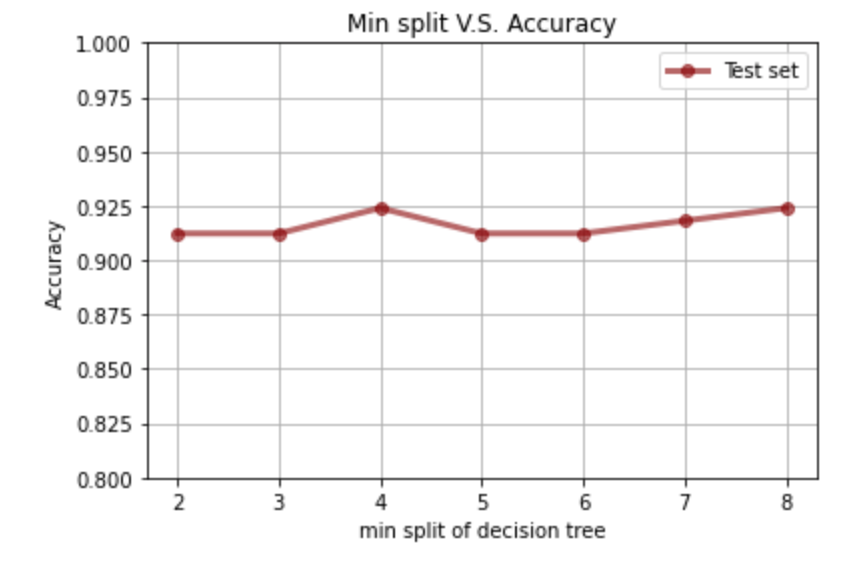 Min split V.S. Accuracy
1.000
0.975
0.950
0.925
0.900
0.875
0.850
0.825
0.800
Accuracy
Test set
2 3 4 5 6 7 8
min split of decision tree